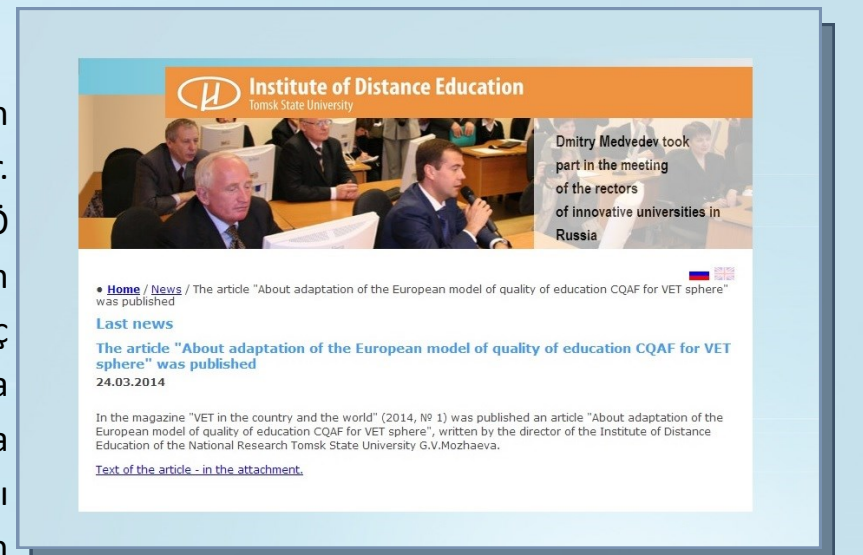 n
r.
Ö
n
ç
a
a
ı
n
Institute of Distance Education
Tomsk State University
Dmitry Medvedev took
part in the meeting
of the rectors
of innovative universities in
Russia
● Home / News / The article "About adaptation of the European model of quality of education CQAF for VET sphere"
was published
Last news
The article "About adaptation of the European model of quality of education CQAF for VET
sphere" was published
24.03.2014
In the magazine "VET in the country and the world" (2014, № 1) was published an article "About adaptation of the
European model of quality of education CQAF for VET sphere", written by the director of the Institute of Distance
Education of the National Research Tomsk State University G.V.Mozhaeva.
Text of the article - in the attachment.